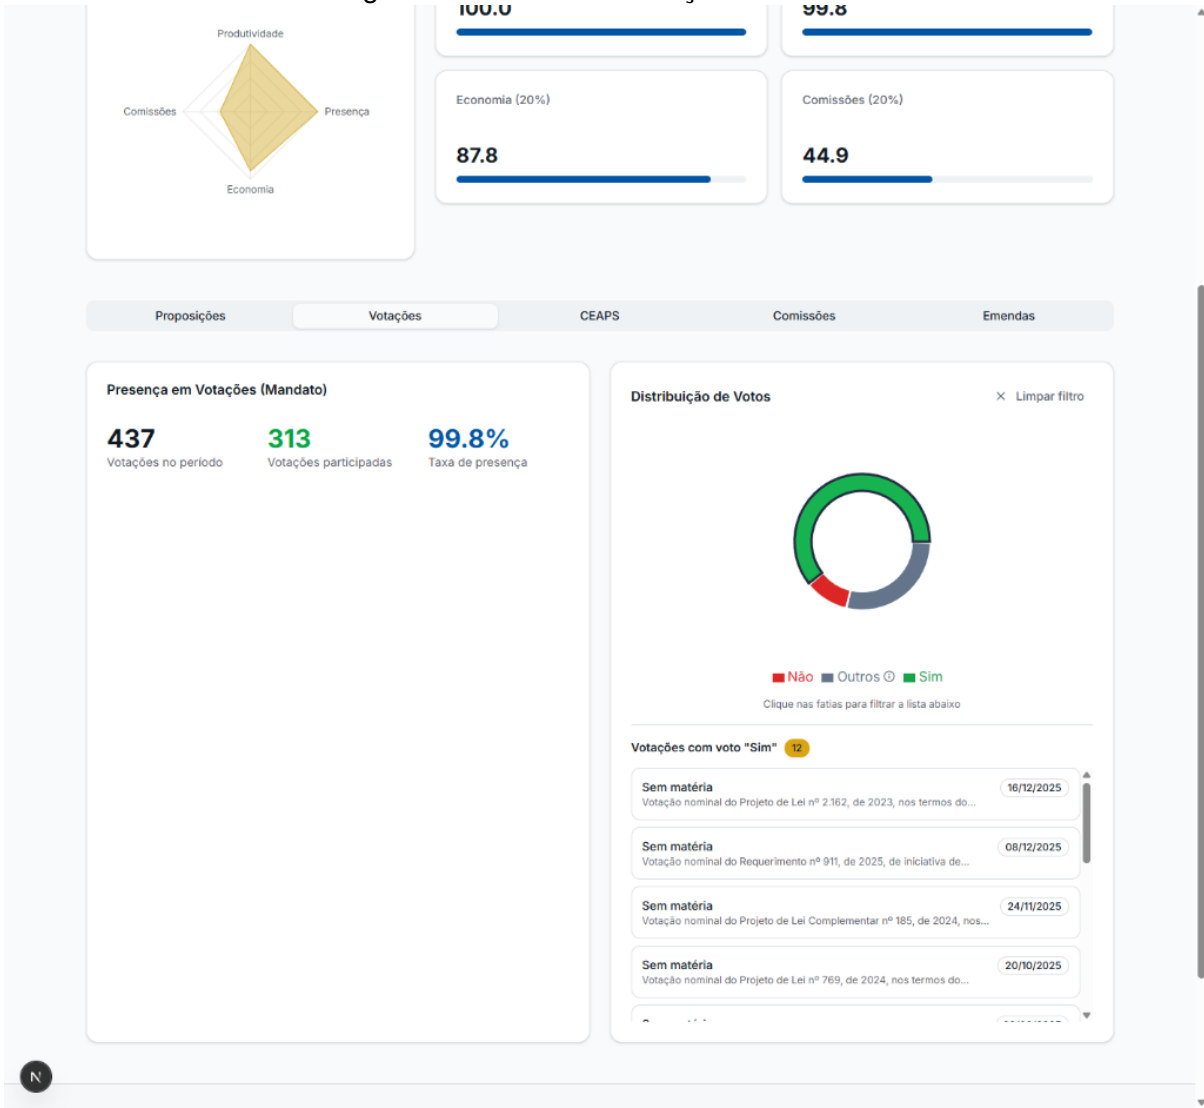 100.0
99.8
Produtividade
Comissões
Presença
Economia
Economia (20%)
87.8
Comissões (20%)
44.9
Proposições
Votações
CEAPS
Comissões
Emendas
Presença em Votações (Mandato)
437
313
99.8%
Votações no período
Votações participadas
Taxa de presença
Distribuição de Votos
× Limpar filtro
Não
Outros
Sim
Clique nas fatias para filtrar a lista abaixo
Votações com voto "Sim" 12
Sem matéria
16/12/2025
Votação nominal do Projeto de Lei nº 2.162, de 2023, nos termos do...
Sem matéria
08/12/2025
Votação nominal do Requerimento nº 911, de 2025, de iniciativa de...
Sem matéria
24/11/2025
Votação nominal do Projeto de Lei Complementar nº 185, de 2024, nos...
Sem matéria
20/10/2025
Votação nominal do Projeto de Lei nº 769, de 2024, nos termos do...
N